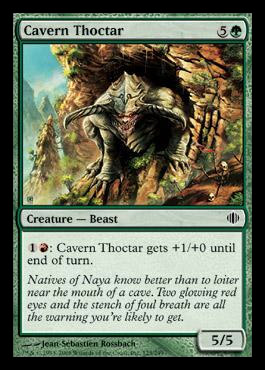 Cavern Thoctar 5
Creature — Beast
1 : Cavern Thoctar gets +1/+0 until
end of turn.
Natives of Naya know better than to loiter
near the mouth of a cave. Two glowing red
eyes and the stench of foul breath are all
the warning you're likely to get.
Jean-Sébastien Rossbach
5/5